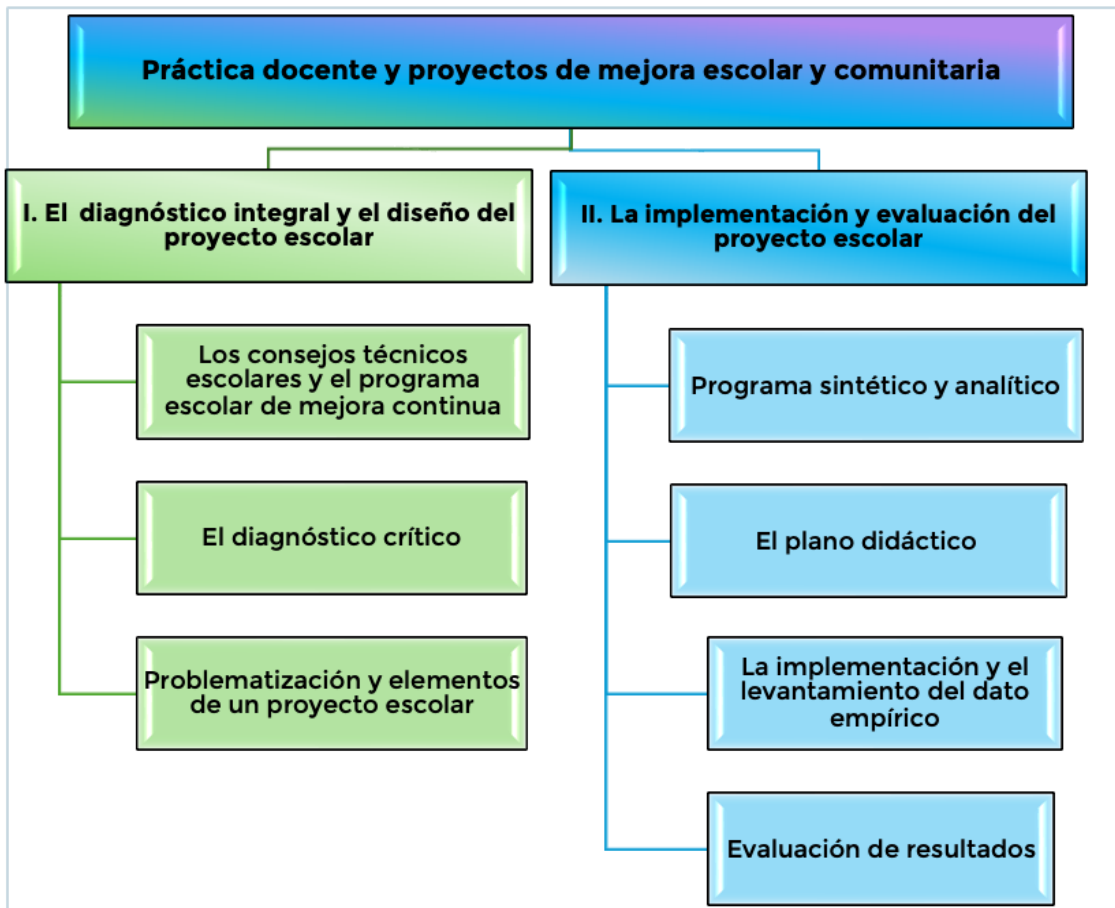 Práctica docente y proyectos de mejora escolar y comunitaria
I. El diagnóstico integral y el diseño del
proyecto escolar
Los consejos técnicos
escolares y el programa
escolar de mejora continua
El diagnóstico crítico
Problematización y elementos
de un proyecto escolar
II. La implementación y evaluación del
proyecto escolar
Programa sintético y analítico
El plano didáctico
La implementación y el
levantamiento del dato
empírico
Evaluación de resultados